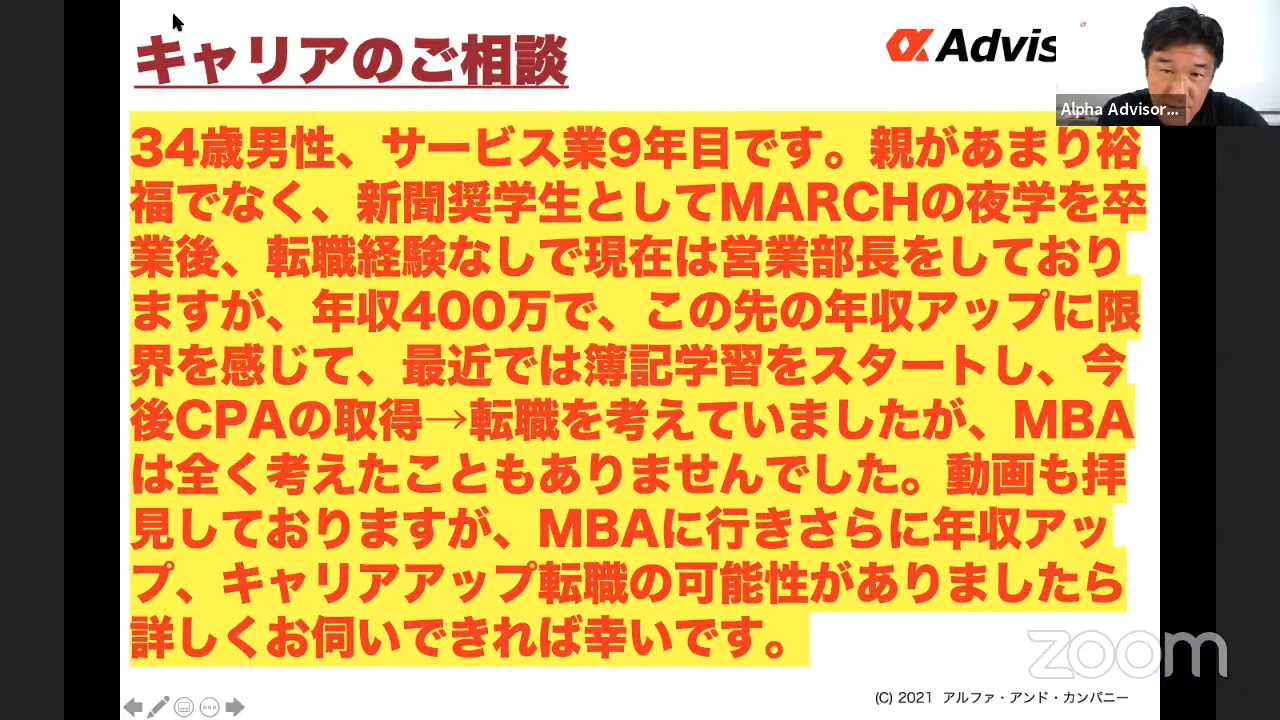 キャリアのご相談
αAdvis
Alpha Advisor...
34歳男性、サービス業9年目です。親があまり裕
福でなく、新聞奨学生としてMARCHの夜学を卒
業後、転職経験なしで現在は営業部長をしており
ますが、年収400万で、この先の年収アップに限
界を感じて、最近では簿記学習をスタートし、今
後CPAの取得→転職を考えていましたが、MBA
は全く考えたこともありませんでした。動画も拝
見しておりますが、MBAに行きさらに年収アッ
プ、キャリアアップ転職の可能性がありましたら
詳しくお伺いできれば幸いです。
zoom
(C) 2021 アルファ・アンド・カンパニー